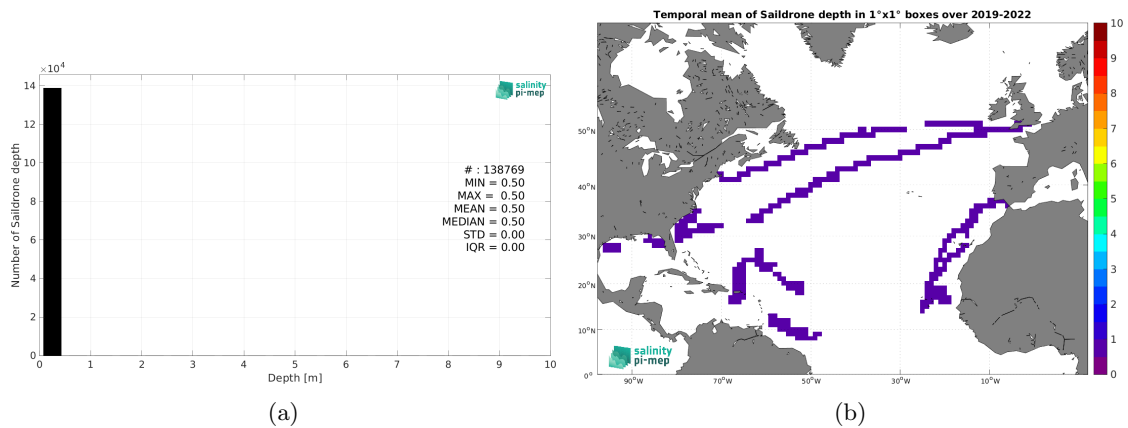 ×10⁴
14
12
10
8
6
4
2
0
Number of Saildrone depth
salinity
pi-mep
# : 138769
MIN = 0.50
MAX = 0.50
MEAN = 0.50
MEDIAN = 0.50
STD = 0.00
IQR = 0.00
0 1 2 3 4 5 6 7 8 9 10
Depth [m]
(a)
Temporal mean of Saildrone depth in 1°x1° boxes over 2019-2022
50°N
40°N
30°N
20°N
10°N
0°
salinity
pi-mep
90°W 70°W 50°W 30°W 10°W
10
9
8
7
6
5
4
3
2
1
0
(b)